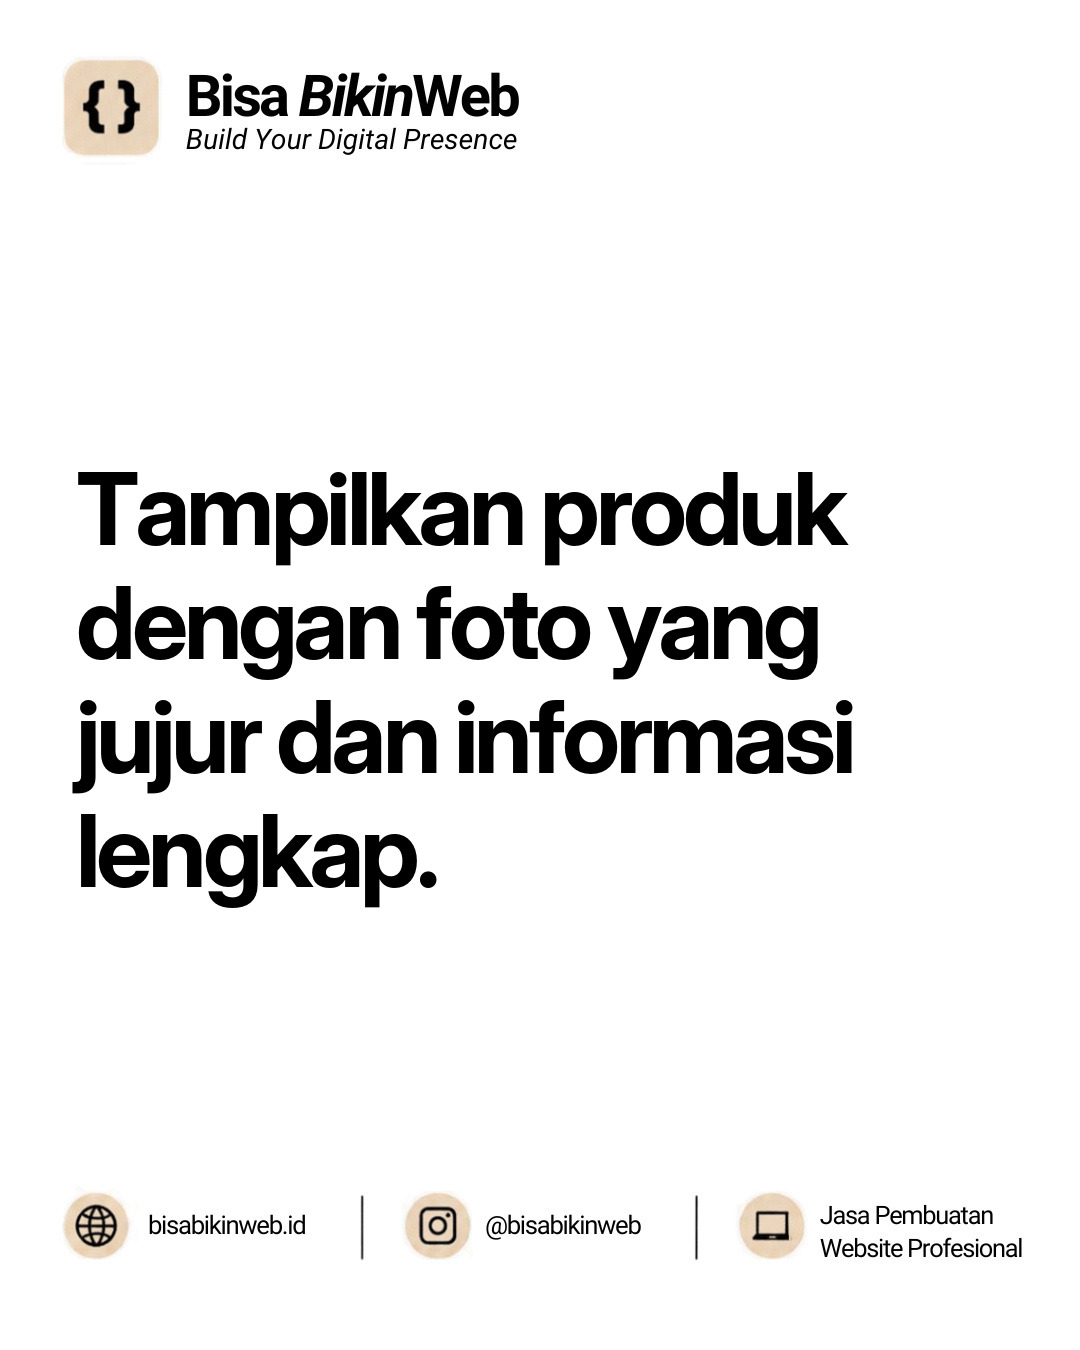 { }
Bisa BikinWeb
Build Your Digital Presence
Tampilkan produk
dengan foto yang
jujur dan informasi
lengkap.
bisabikinweb.id
@bisabikinweb
Jasa Pembuatan
Website Profesional